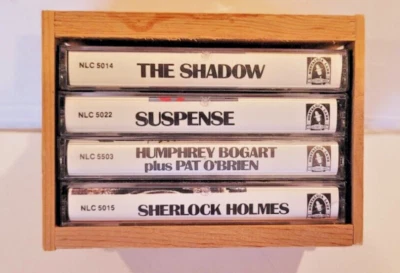 NLC 5014
THE SHADOW
NLC 5022
SUSPENSE
NLC 5503
HUMPHREY BOGART
plus PAT O'BRIEN
NLC 5015
SHERLOCK HOLMES